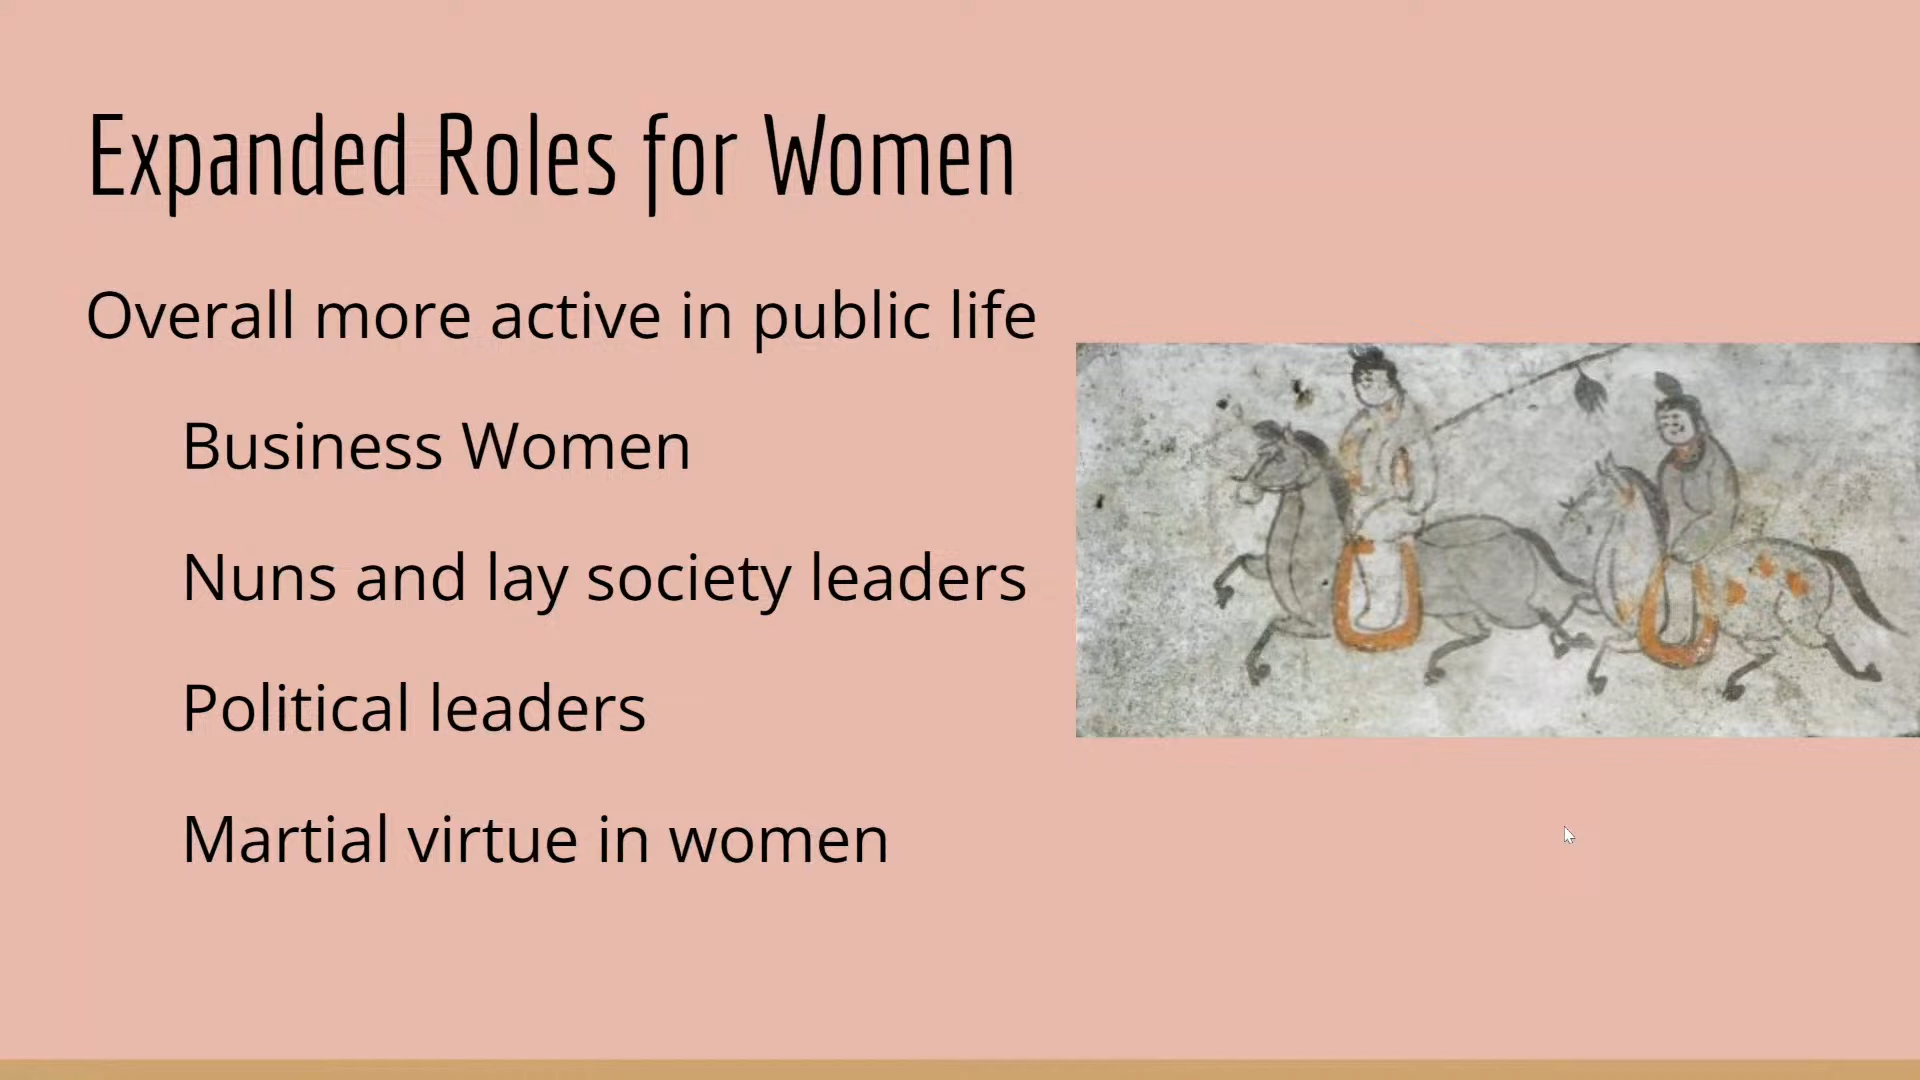 Expanded Roles for Women
Overall more active in public life
Business Women
Nuns and lay society leaders
Political leaders
Martial virtue in women